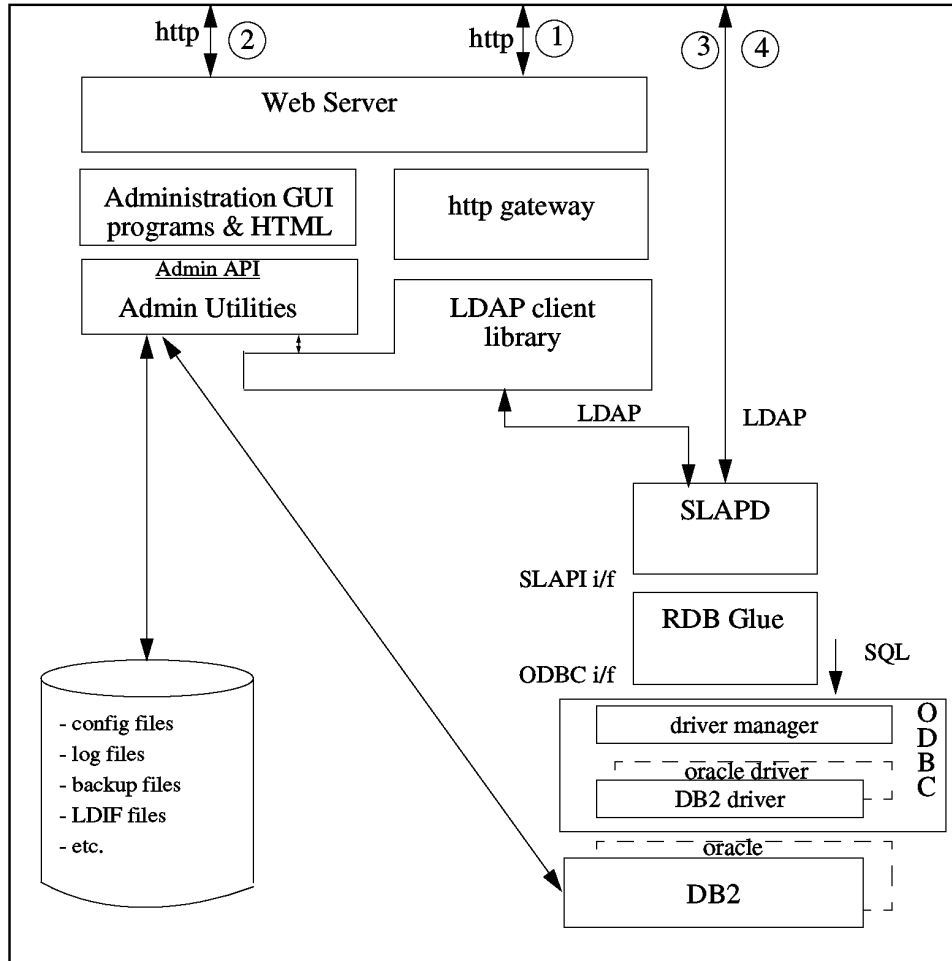 http 2
http 1
3 4
Web Server
Administration GUI
programs & HTML
http gateway
Admin API
Admin Utilities
LDAP client
library
LDAP
LDAP
SLAPD
SLAPI i/f
RDB Glue
SQL
ODBC i/f
- config files
- log files
- backup files
- LDIF files
- etc.
driver manager
oracle driver
DB2 driver
O
D
B
C
oracle
DB2